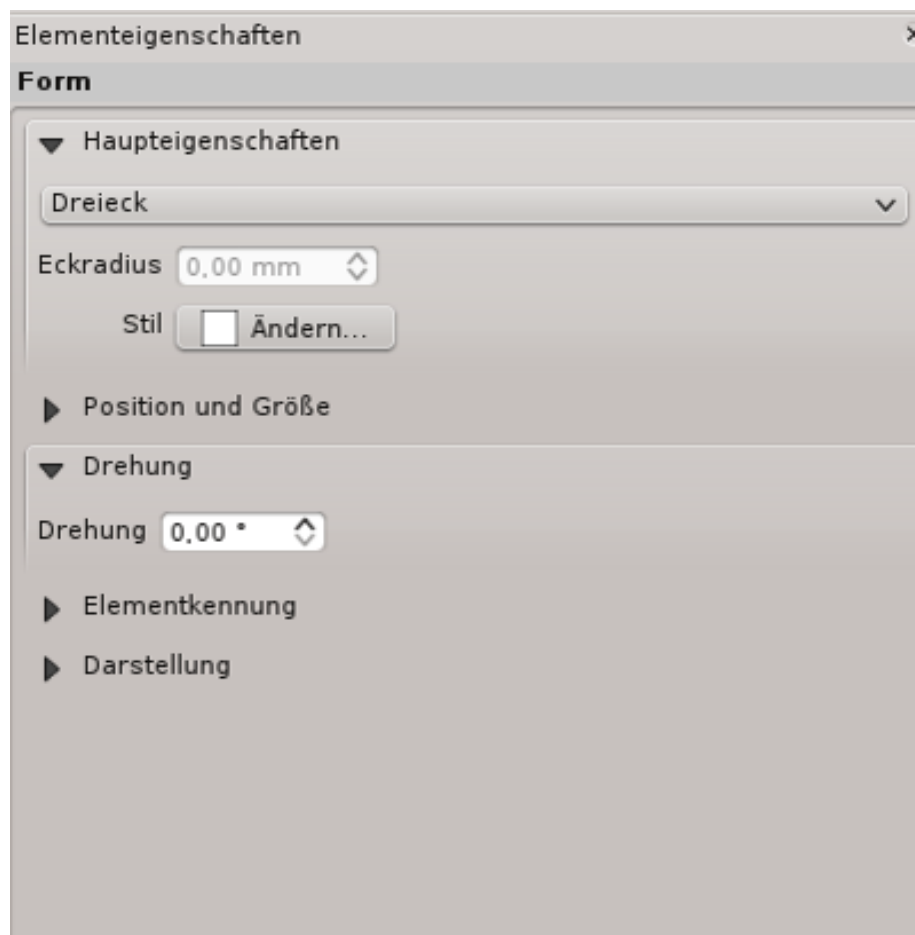 Elementeigenschaften
Form
Haupteigenschaften
Dreieck
Eckradius 0,00 mm
Stil Ändern...
Position und Größe
Drehung
Drehung 0,00 °
Elementkennung
Darstellung